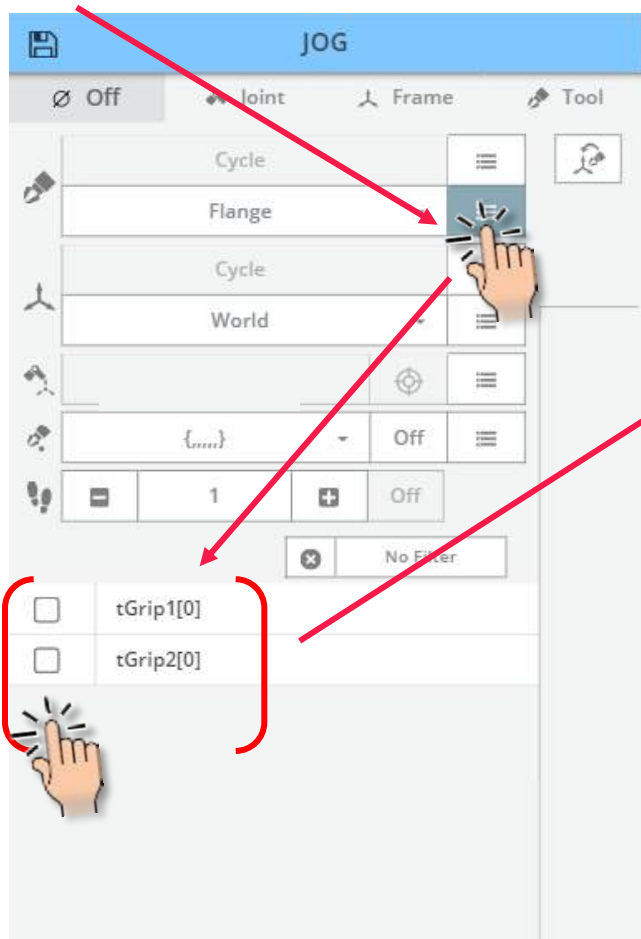 JOG
Off Joint Frame Tool
Cycle
Flange
Cycle
World
{,,,,,} Off
1 Off
No Filter
tGrip1[0]
tGrip2[0]